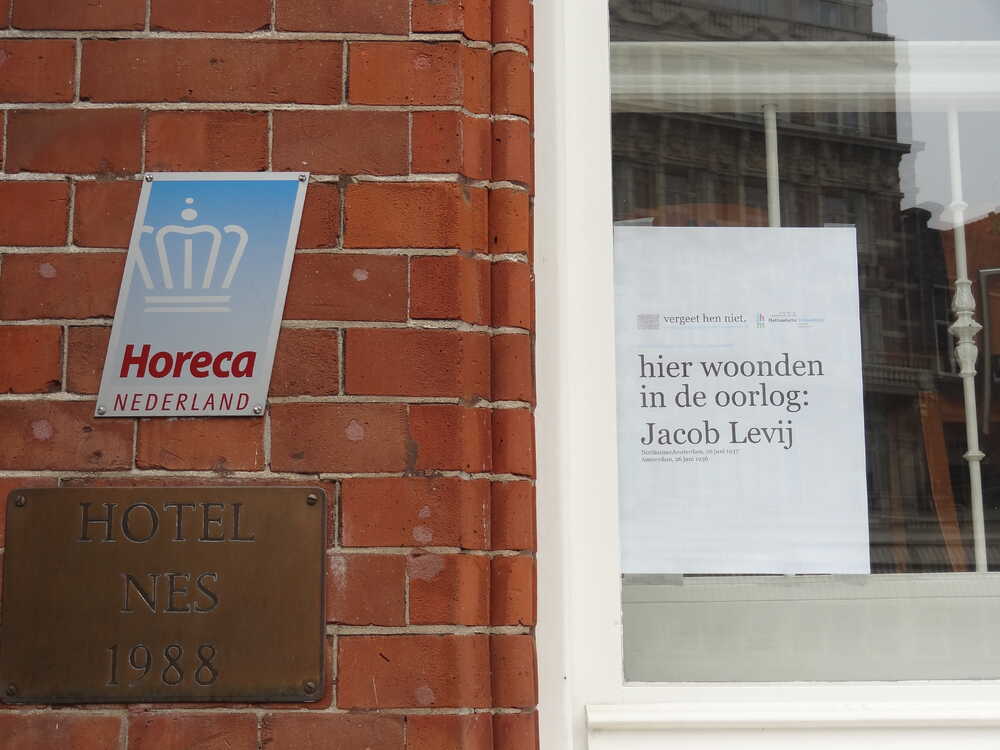 Horeca
NEDERLAND
HOTEL
NES
1988
vergeet hen niet.
hier woonden
in de oorlog:
Jacob Levij